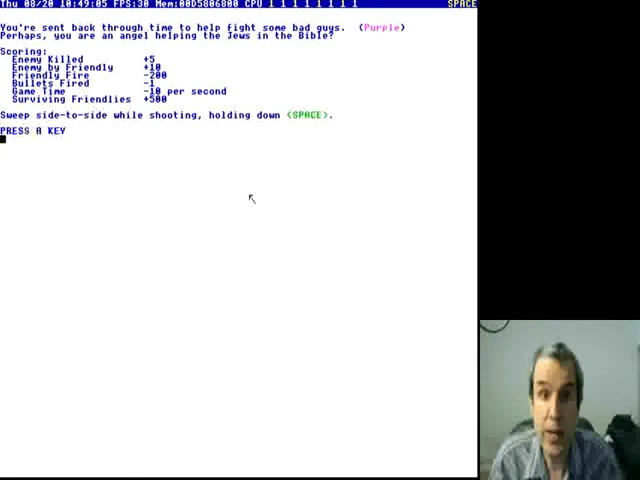 Thu 08/20 10:49:05 FPS:30 Mem:00D5806800 CPU 1 1 1 1 1 1 1 1 SPACE
You're sent back through time to help fight some bad guys. (Purple)
Perhaps, you are an angel helping the Jews in the Bible?
Scoring:
Enemy Killed +5
Enemy by Friendly +10
Friendly Fire -200
Bullets Fired -1
Game Time -10 per second
Surviving Friendlies +500
Sweep side-to-side while shooting, holding down <SPACE>.
PRESS A KEY